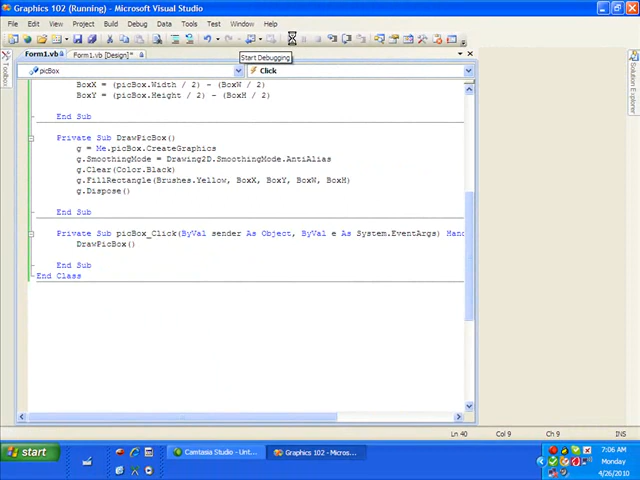 Graphics 102 (Running) - Microsoft Visual Studio
File Edit View Project Build Debug Data Tools Test Window Help
Start Debugging
Form1.vb Form1.vb [Design]*
picBox Click
BoxX = (picBox.Width / 2) - (BoxW / 2)
BoxY = (picBox.Height / 2) - (BoxH / 2)
End Sub
Private Sub DrawPicBox()
g = Me.picBox.CreateGraphics
g.SmoothingMode = Drawing2D.SmoothingMode.AntiAlias
g.Clear(Color.Black)
g.FillRectangle(Brushes.Yellow, BoxX, BoxY, BoxW, BoxH)
g.Dispose()
End Sub
Private Sub picBox_Click(ByVal sender As Object, ByVal e As System.EventArgs) Hand
DrawPicBox()
End Sub
End Class
Toolbox
Solution Explorer
Ln 40 Col 9 Ch 9 INS
start
Camtasia Studio - Unt...
Graphics 102 - Micros...
7:06 AM
Monday
4/26/2010